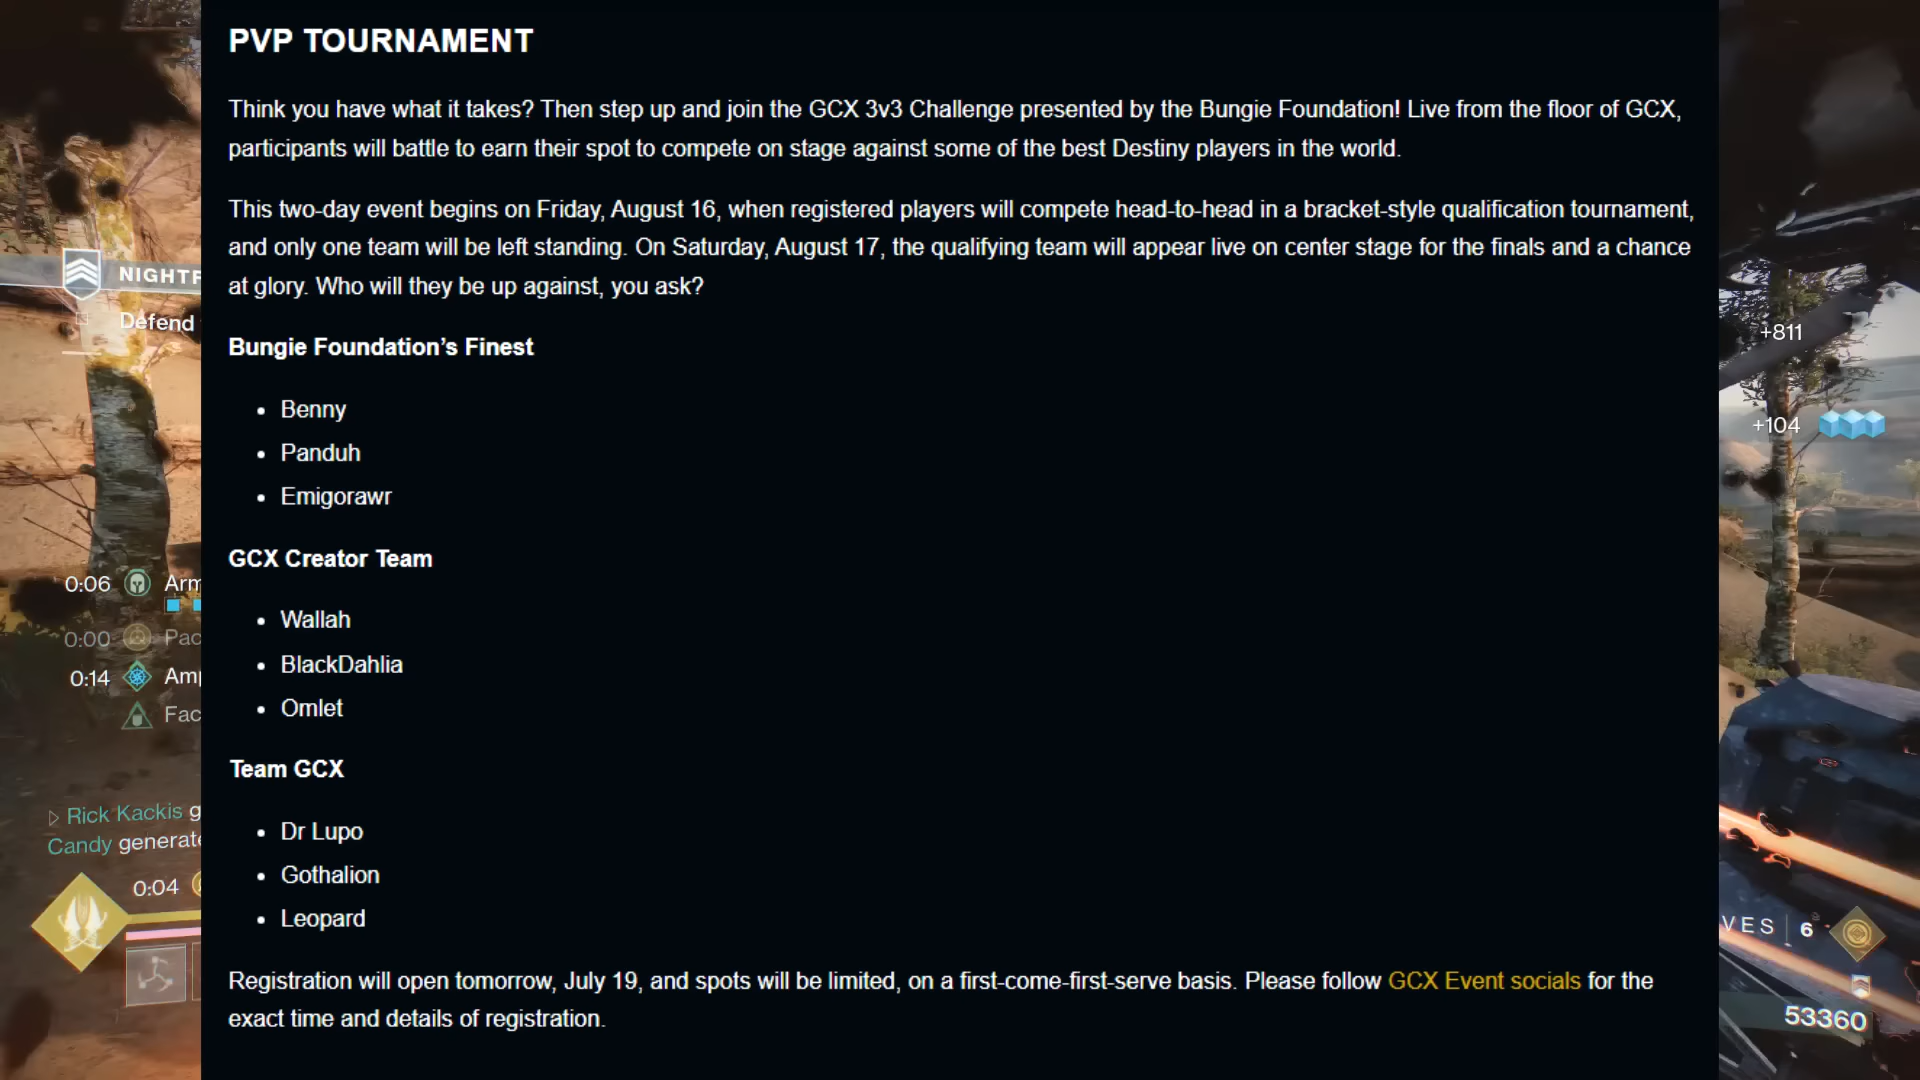 PVP TOURNAMENT
Think you have what it takes? Then step up and join the GCX 3v3 Challenge presented by the Bungie Foundation! Live from the floor of GCX,
participants will battle to earn their spot to compete on stage against some of the best Destiny players in the world.
This two-day event begins on Friday, August 16, when registered players will compete head-to-head in a bracket-style qualification tournament,
and only one team will be left standing. On Saturday, August 17, the qualifying team will appear live on center stage for the finals and a chance
at glory. Who will they be up against, you ask?
Bungie Foundation’s Finest
• Benny
• Panduh
• Emigorawr
GCX Creator Team
• Wallah
• BlackDahlia
• Omlet
Team GCX
• Dr Lupo
• Gothalion
• Leopard
Registration will open tomorrow, July 19, and spots will be limited, on a first-come-first-serve basis. Please follow GCX Event socials for the
exact time and details of registration.
NIGHTF
Defend
0:06 Arm
0:00 Pac
0:14 Amp
Fac
Rick Kackis g
Candy generate
0:04
+811
+104
VES | 6
53360